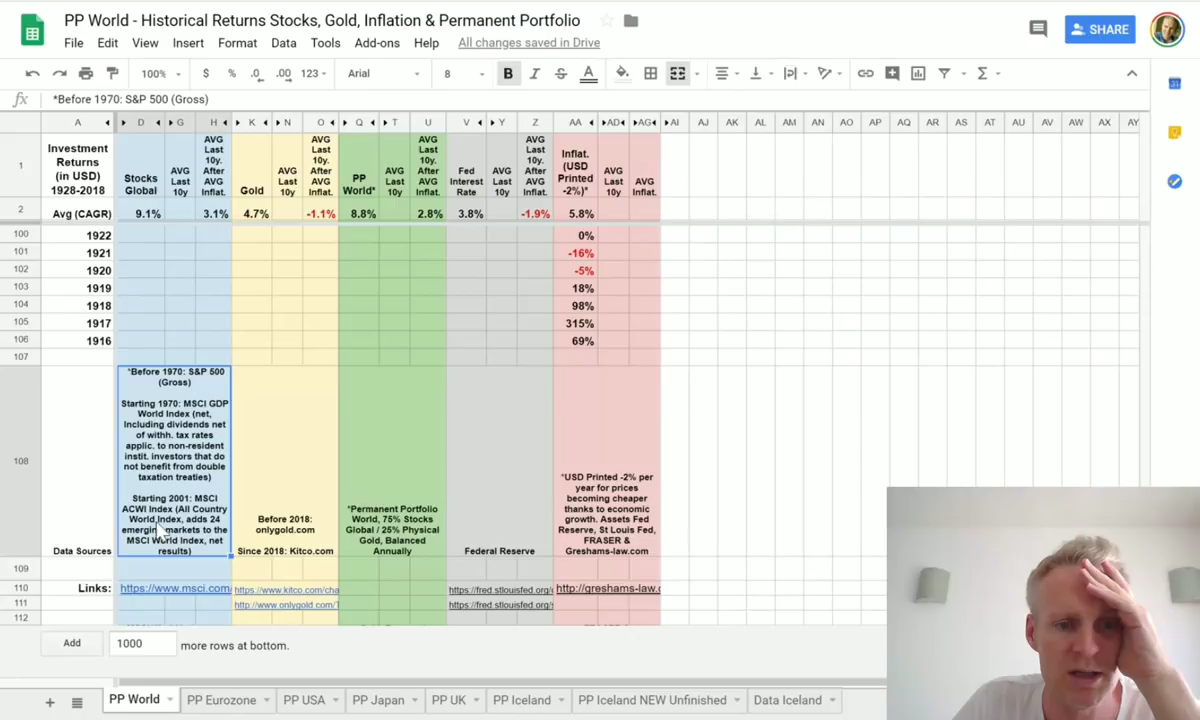 PP World - Historical Returns Stocks, Gold, Inflation & Permanent Portfolio
File Edit View Insert Format Data Tools Add-ons Help All changes saved in Drive
SHARE
100% $ % .0 .00 123 Arial 8 B I S A
fx *Before 1970: S&P 500 (Gross)
A D G H K N O Q T U V Y Z AA AD AG AI AJ AK AL AM AN AO AP AQ AR AS AT AU AV AW AX AY
1
Investment
Returns
(in USD)
1928-2018
Stocks
Global
AVG
Last
10y
AVG
Last
10y.
After
AVG
Inflat.
Gold
AVG
Last
10y
AVG
Last
10y.
After
AVG
Inflat.
PP
World*
AVG
Last
10y
AVG
Last
10y.
After
AVG
Inflat.
Fed
Interest
Rate
AVG
Last
10y
AVG
Last
10y.
After
AVG
Inflat.
Inflat.
(USD
Printed
-2%)*
AVG
Last
10y
AVG
Inflat.
2 Avg (CAGR) 9.1% 3.1% 4.7% -1.1% 8.8% 2.8% 3.8% -1.9% 5.8%
100 1922 0%
101 1921 -16%
102 1920 -5%
103 1919 18%
104 1918 98%
105 1917 315%
106 1916 69%
107
108
Data Sources
*Before 1970: S&P 500
(Gross)
Starting 1970: MSCI GDP
World Index (net,
Including dividends net
of withh. tax rates
applic. to non-resident
instit. investors that do
not benefit from double
taxation treaties)
Starting 2001: MSCI
ACWI Index (All Country
World Index, adds 24
emerging markets to the
MSCI World Index, net
results)
Before 2018:
onlygold.com
Since 2018: Kitco.com
*Permanent Portfolio
World, 75% Stocks
Global / 25% Physical
Gold, Balanced
Annually
Federal Reserve
*USD Printed -2% per
year for prices
becoming cheaper
thanks to economic
growth. Assets Fed
Reserve, St Louis Fed,
FRASER &
Greshams-law.com
109
110 Links: https://www.msci.com/ https://www.kitco.com/cha https://fred.stlouisfed.org/ http://greshams-law.c
111 http://www.onlygold.com/ https://fred.stlouisfed.org/
112
Add 1000 more rows at bottom.
PP World PP Eurozone PP USA PP Japan PP UK PP Iceland PP Iceland NEW Unfinished Data Iceland